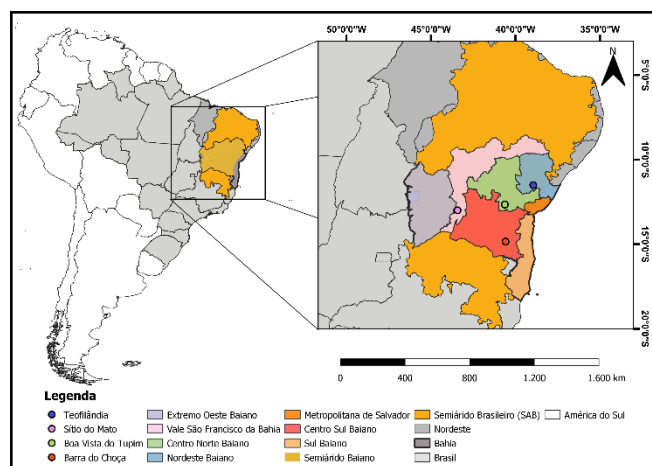 50°0'0"O 45°0'0"O 40°0'0"O 35°0'0"O
N
5°0'0"S
10°0'0"S
15°0'0"S
20°0'0"S
0 400 800 1.200 1.600 km
Legenda
Teofilândia Extremo Oeste Baiano Metropolitana de Salvador Semiárido Brasileiro (SAB) América do Sul
Sítio do Mato Vale São Francisco da Bahia Centro Sul Baiano Nordeste
Boa Vista do Tupim Centro Norte Baiano Sul Baiano Bahia
Barra do Choça Nordeste Baiano Semiárido Baiano Brasil